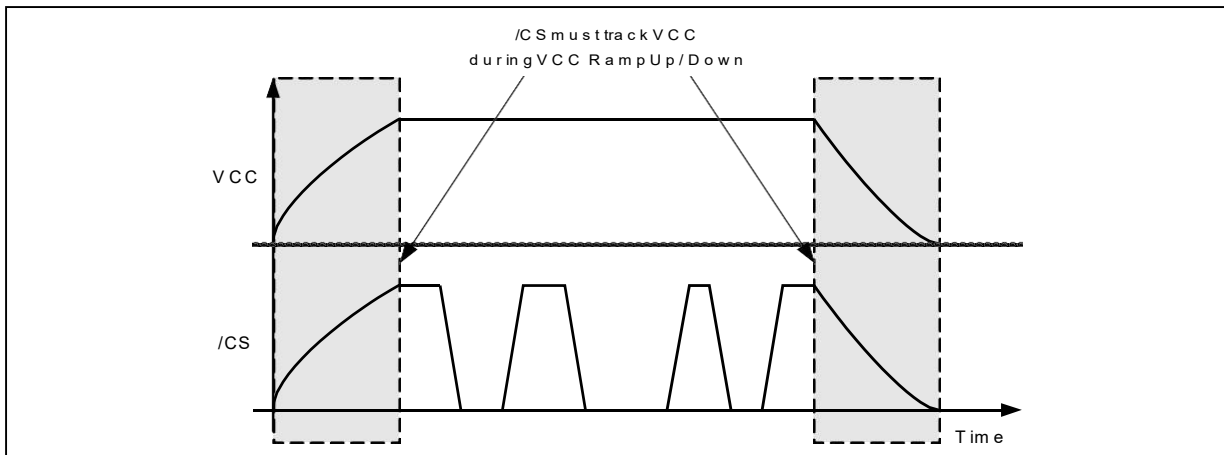 /CS must track VCC
during VCC Ramp Up/Down
VCC
/CS
Time